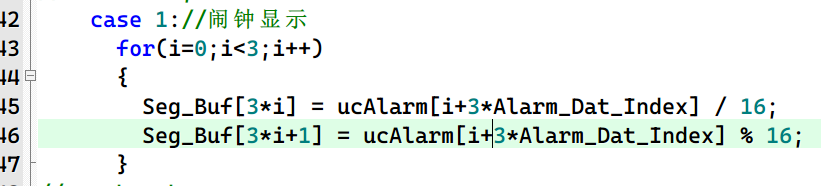 42 case 1://闹钟显示
43 for(i=0;i<3;i++)
44 {
45 Seg_Buf[3*i] = ucAlarm[i+3*Alarm_Dat_Index] / 16;
46 Seg_Buf[3*i+1] = ucAlarm[i+3*Alarm_Dat_Index] % 16;
47 }